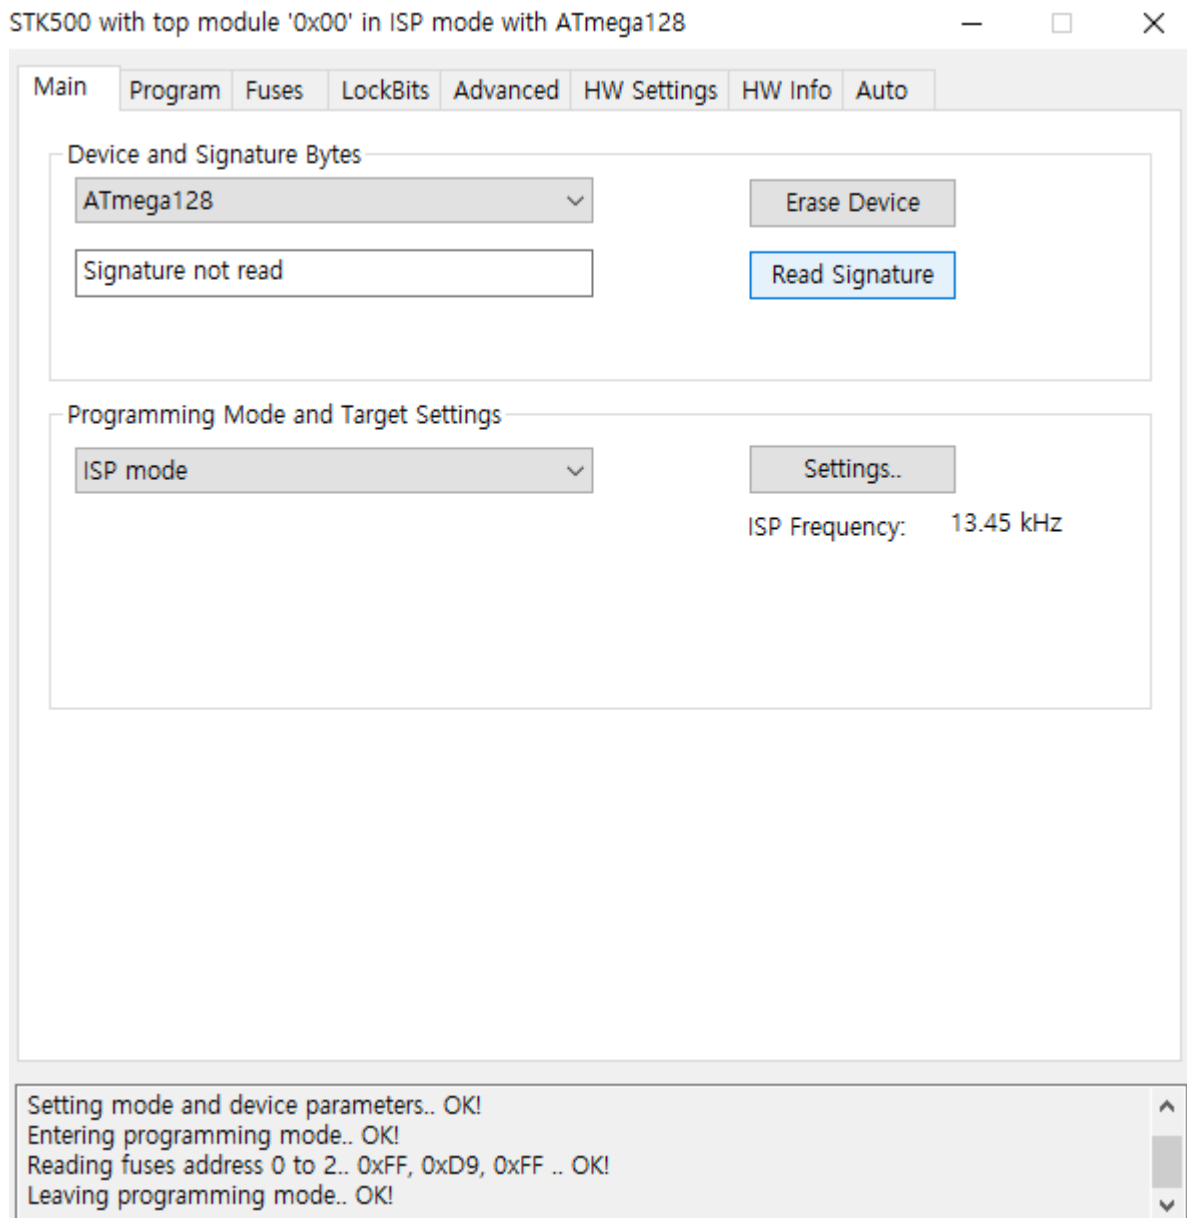 STK500 with top module '0x00' in ISP mode with ATmega128
Main Program Fuses LockBits Advanced HW Settings HW Info Auto
Device and Signature Bytes
ATmega128 Erase Device
Signature not read Read Signature
Programming Mode and Target Settings
ISP mode Settings..
ISP Frequency: 13.45 kHz
Setting mode and device parameters.. OK!
Entering programming mode.. OK!
Reading fuses address 0 to 2.. 0xFF, 0xD9, 0xFF .. OK!
Leaving programming mode.. OK!